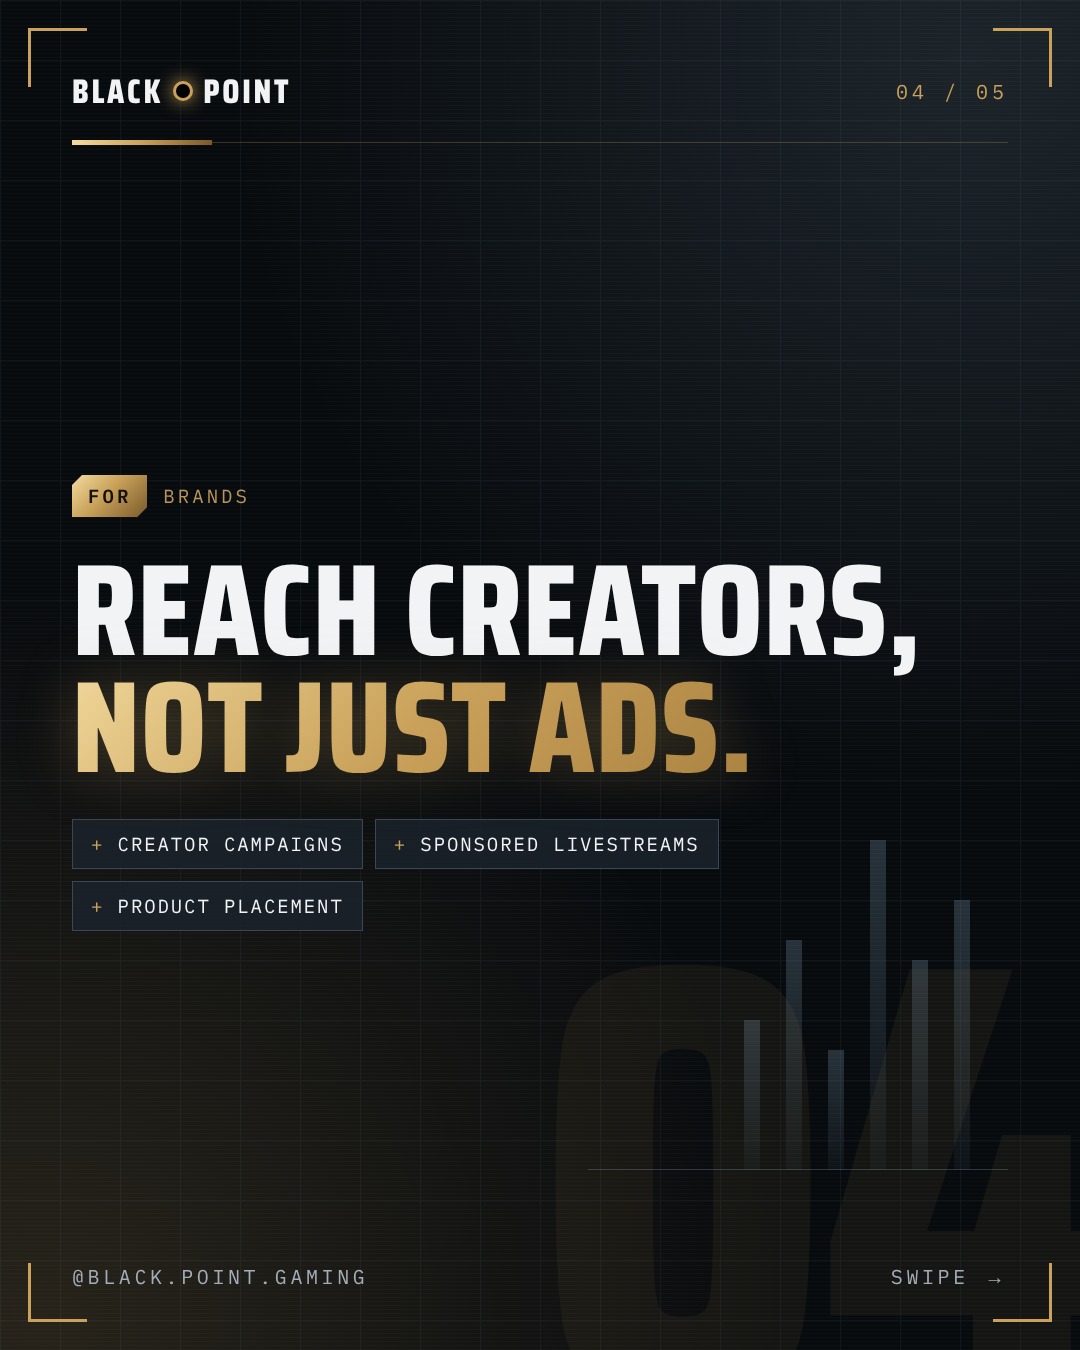 BLACK POINT
04 / 05
FOR BRANDS
REACH CREATORS,
NOT JUST ADS.
+ CREATOR CAMPAIGNS
+ SPONSORED LIVESTREAMS
+ PRODUCT PLACEMENT
04
@BLACK.POINT.GAMING
SWIPE →